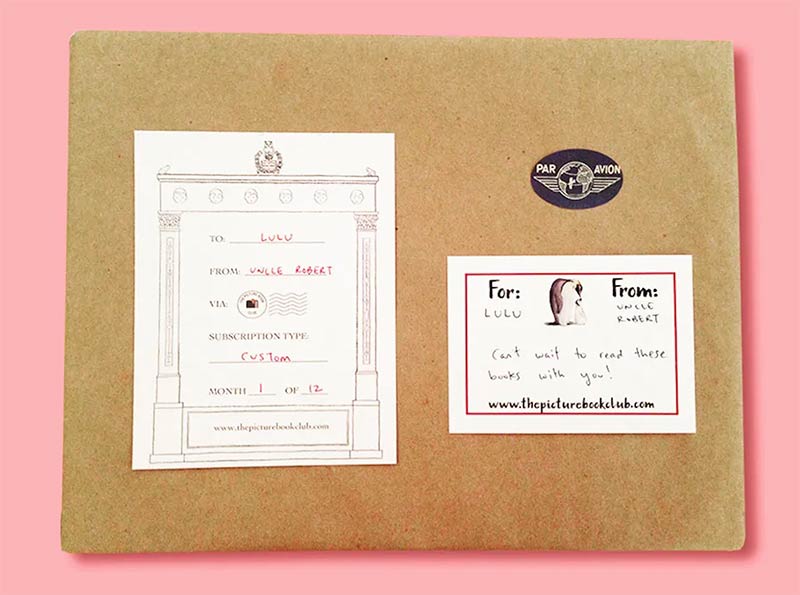 TO: LULU
FROM: UNCLE ROBERT
VIA:
SUBSCRIPTION TYPE:
CUSTOM
MONTH 1 OF 12
www.thepicturebookclub.com
PAR AVION
For: From:
LULU UNCLE
ROBERT
Can't wait to read these
books with you!
www.thepicturebookclub.com